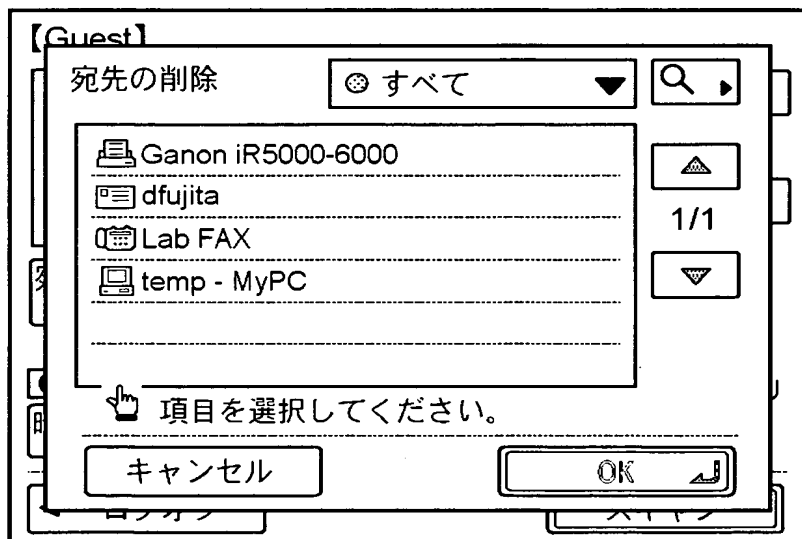 【Guest】
宛先の削除
すべて
Ganon iR5000-6000
dfujita
Lab FAX
temp - MyPC
1/1
項目を選択してください。
キャンセル
OK